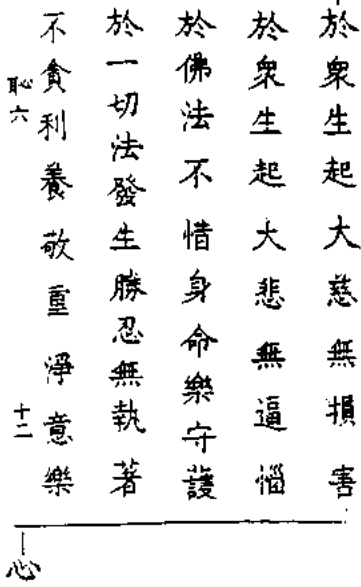 於衆生起大慈無損害
於衆生起大悲無逼惱
於佛法不惜身命樂守護
於一切法發生勝忍無執著
不貪利養敬重淨意樂
恥六
十二
心